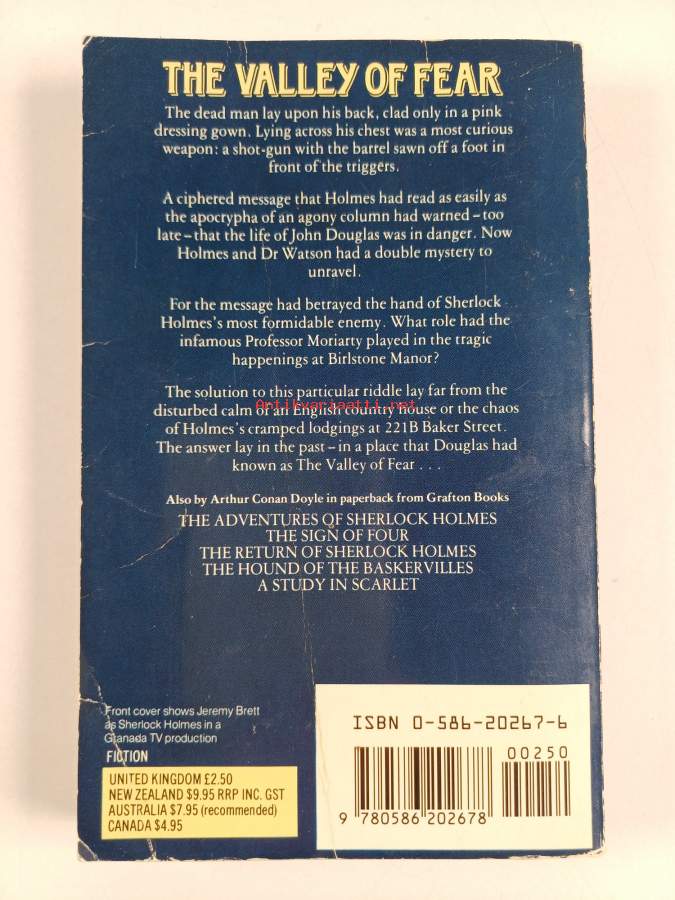 THE VALLEY OF FEAR
The dead man lay upon his back, clad only in a pink
dressing gown. Lying across his chest was a most curious
weapon: a shot-gun with the barrel sawn off a foot in
front of the triggers.
A ciphered message that Holmes had read as easily as
the apocrypha of an agony column had warned – too
late – that the life of John Douglas was in danger. Now
Holmes and Dr Watson had a double mystery to
unravel.
For the message had betrayed the hand of Sherlock
Holmes's most formidable enemy. What role had the
infamous Professor Moriarty played in the tragic
happenings at Birlstone Manor?
The solution to this particular riddle lay far from the
Antikvariaatti.net
disturbed calm of an English country house or the chaos
of Holmes's cramped lodgings at 221B Baker Street.
The answer lay in the past – in a place that Douglas had
known as The Valley of Fear . . .
Also by Arthur Conan Doyle in paperback from Grafton Books
THE ADVENTURES OF SHERLOCK HOLMES
THE SIGN OF FOUR
THE RETURN OF SHERLOCK HOLMES
THE HOUND OF THE BASKERVILLES
A STUDY IN SCARLET
Front cover shows Jeremy Brett
as Sherlock Holmes in a
Granada TV production
FICTION
UNITED KINGDOM £2.50
NEW ZEALAND $9.95 RRP INC. GST
AUSTRALIA $7.95 (recommended)
CANADA $4.95
ISBN 0-586-20267-6
00250
9 780586 202678